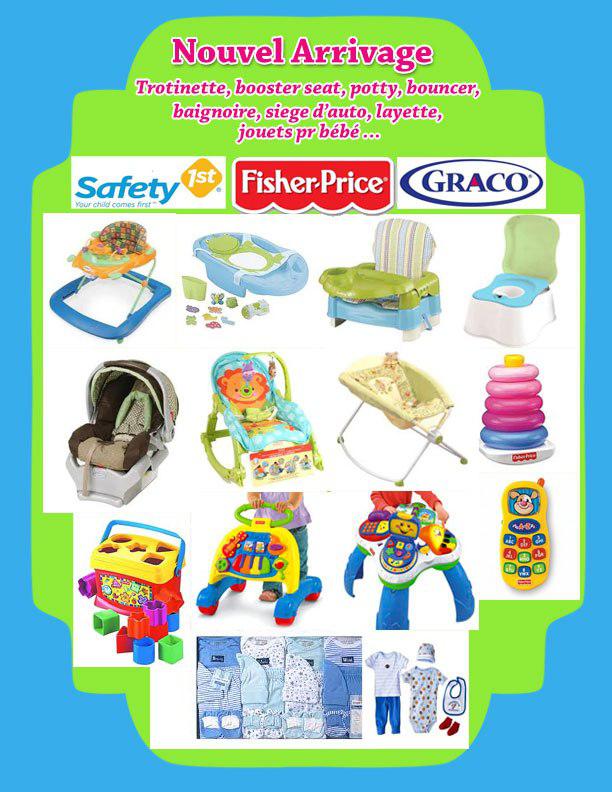 Nouvel Arrivage
Trotinette, booster seat, potty, bouncer,
baignoire, siege d'auto, layette,
jouets pr bébé ...
Safety 1st
Your child comes first™
Fisher-Price®
GRACO®
Fisher-Price